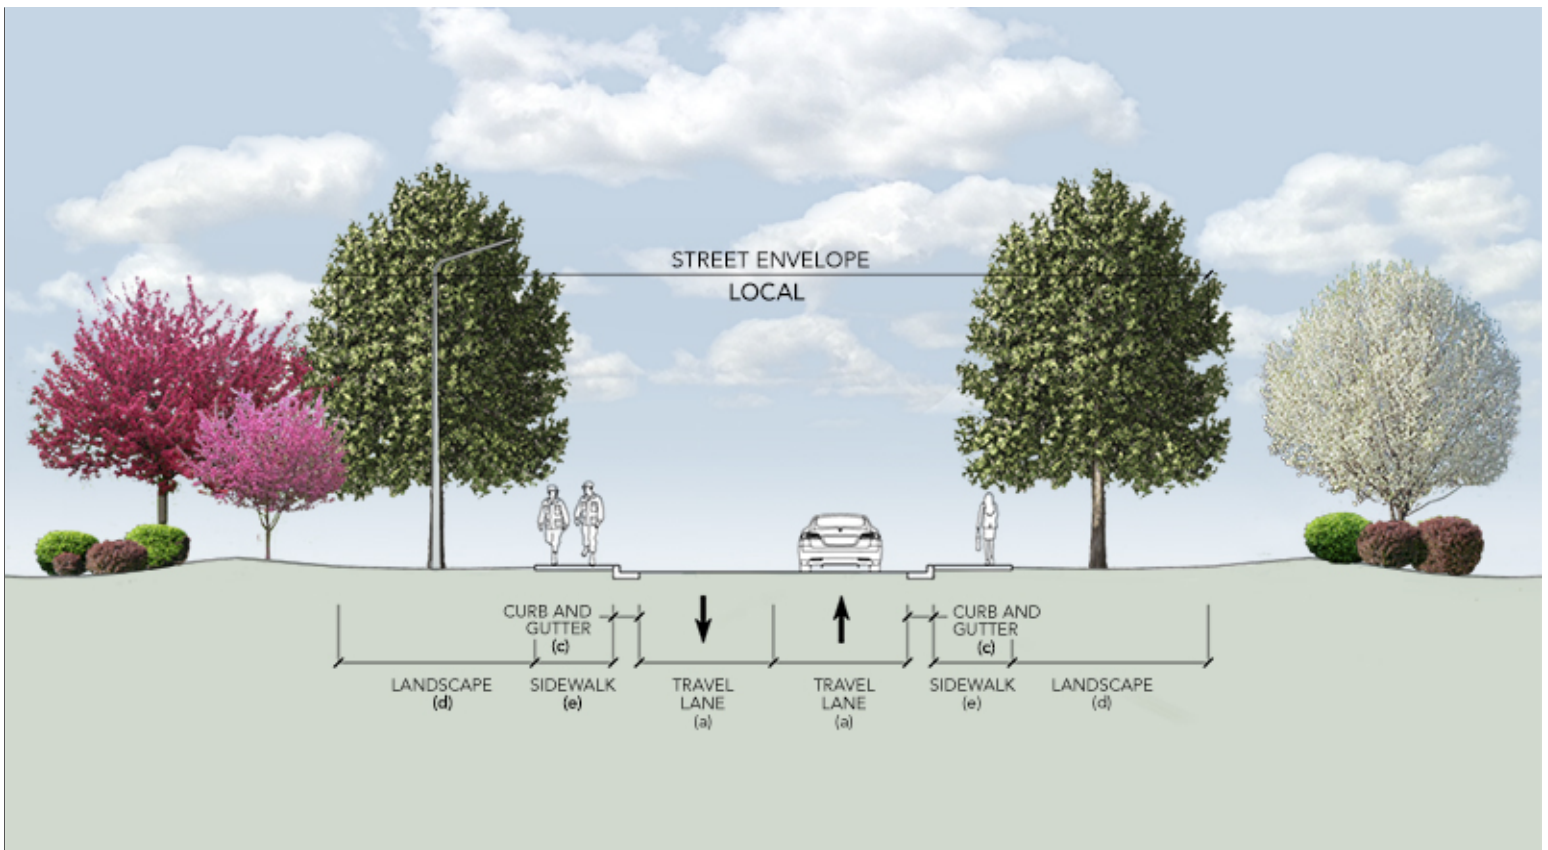 STREET ENVELOPE
LOCAL
CURB AND
GUTTER
(c)
CURB AND
GUTTER
(c)
LANDSCAPE
(d)
SIDEWALK
(e)
TRAVEL
LANE
(a)
TRAVEL
LANE
(a)
SIDEWALK
(e)
LANDSCAPE
(d)